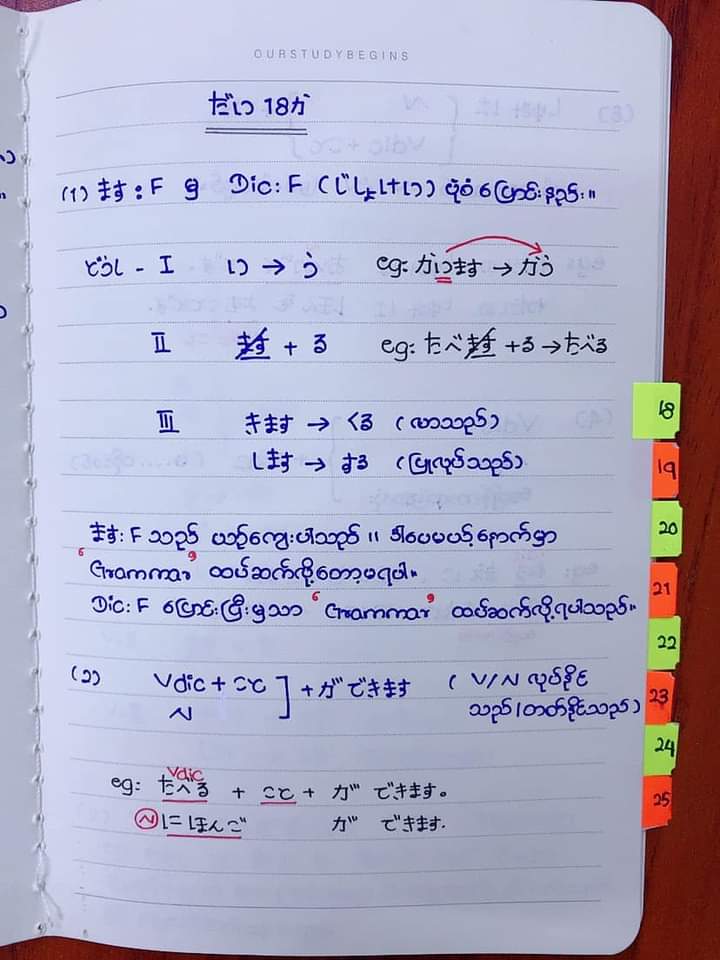 OURSTUDYBEGINS
だい 18か
(1) ます: F မှ Dic: F (じしょけい) ပုံစံ ပြောင်းနည်း။
どうし - I い → う eg: かいます → かう
II ます + る eg: たべます +る → たべる
III きます → くる (လာသည်)
します → する (ပြုလုပ်သည်)
ます: F သည် ယဉ်ကျေးပါသည် ။ ဒါပေမယ့် နောက်မှာ
"Grammar" ထပ်ဆက်လို့တော့မရပါ။
Dic: F ပြောင်းပြီးမှသာ "Grammar" ထပ်ဆက်လို့ရပါသည်။
(၁) Vdic + こと ] + ができます ( V/N လုပ်နိုင်
N သည်/တတ်နိုင်သည်)
Vdic
eg: たべる + こと + が できます。
N にほんご が できます.
18
19
20
21
22
23
24
25